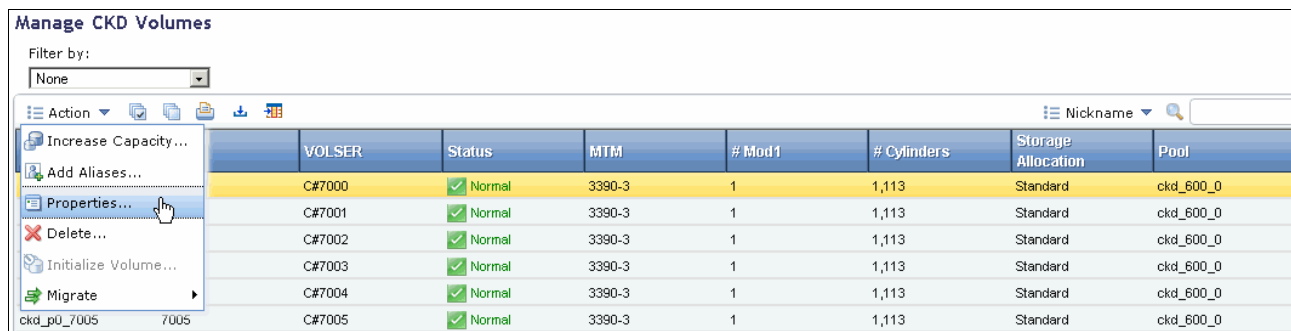 Manage CKD Volumes
Filter by:
None
Action
Nickname
Increase Capacity...
Add Aliases...
Properties...
Delete...
Initialize Volume...
Migrate
VOLSER Status MTM # Mod1 # Cylinders Storage Allocation Pool
C#7000 Normal 3390-3 1 1,113 Standard ckd_600_0
C#7001 Normal 3390-3 1 1,113 Standard ckd_600_0
C#7002 Normal 3390-3 1 1,113 Standard ckd_600_0
C#7003 Normal 3390-3 1 1,113 Standard ckd_600_0
C#7004 Normal 3390-3 1 1,113 Standard ckd_600_0
ckd_p0_7005 7005 C#7005 Normal 3390-3 1 1,113 Standard ckd_600_0